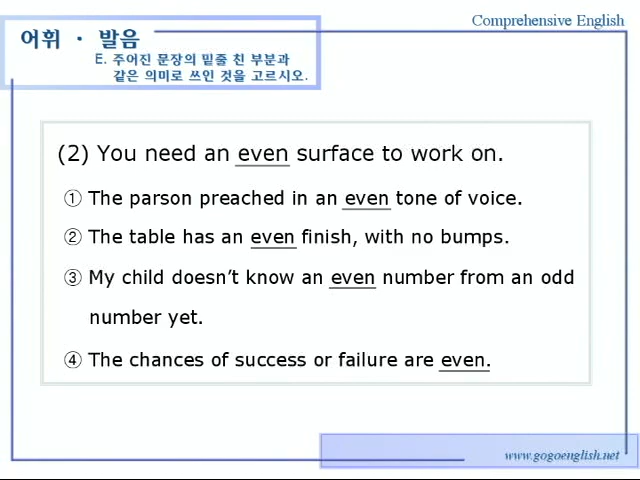 Comprehensive English
어휘 · 발음
E. 주어진 문장의 밑줄 친 부분과
같은 의미로 쓰인 것을 고르시오.
(2) You need an even surface to work on.
① The parson preached in an even tone of voice.
② The table has an even finish, with no bumps.
③ My child doesn't know an even number from an odd
number yet.
④ The chances of success or failure are even.
www.gogoenglish.net